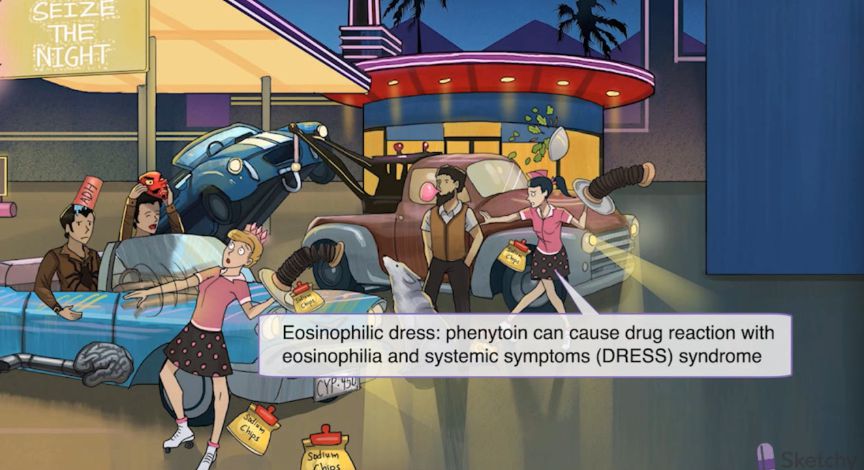 SEIZE
THE
NIGHT
HOT
Sodium
Chips
Sodium
Chips
Eosinophilic dress: phenytoin can cause drug reaction with
eosinophilia and systemic symptoms (DRESS) syndrome
CYP-450
Sodium
Chips
Sodium
Chips
Sketchy